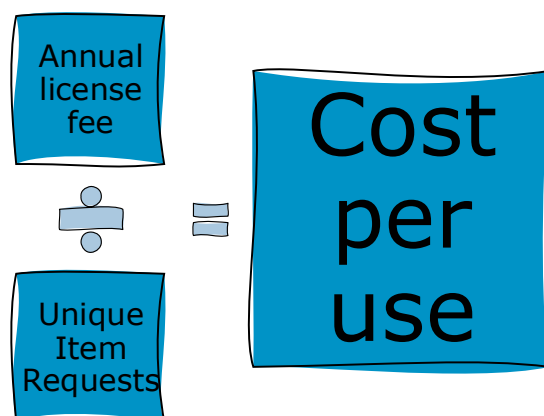 Annual
license
fee
÷
=
Unique
Item
Requests
Cost
per
use